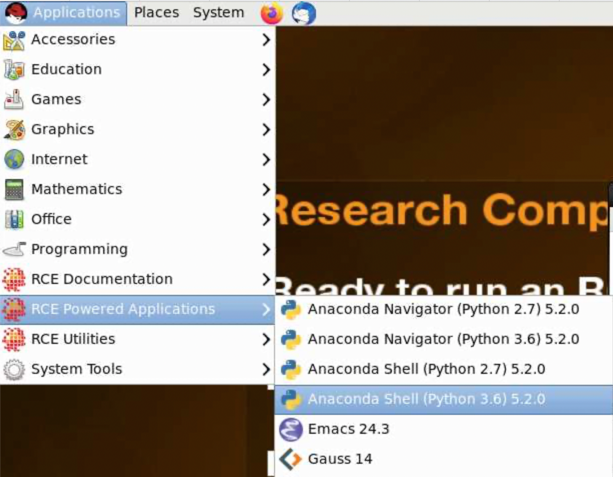 Applications Places System
Accessories
Education
Games
Graphics
Internet
Mathematics
Office
Programming
RCE Documentation
RCE Powered Applications
RCE Utilities
System Tools
Research Comp
Ready to run an R
Anaconda Navigator (Python 2.7) 5.2.0
Anaconda Navigator (Python 3.6) 5.2.0
Anaconda Shell (Python 2.7) 5.2.0
Anaconda Shell (Python 3.6) 5.2.0
Emacs 24.3
Gauss 14